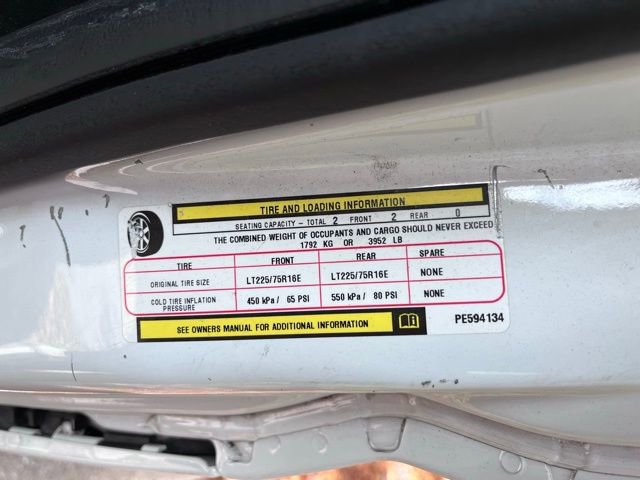 TIRE AND LOADING INFORMATION
SEATING CAPACITY - TOTAL 2 FRONT 2 REAR 0
THE COMBINED WEIGHT OF OCCUPANTS AND CARGO SHOULD NEVER EXCEED
1792 KG OR 3952 LB
TIRE FRONT REAR SPARE
ORIGINAL TIRE SIZE LT225/75R16E LT225/75R16E NONE
COLD TIRE INFLATION PRESSURE 450 kPa / 65 PSI 550 kPa / 80 PSI NONE
SEE OWNERS MANUAL FOR ADDITIONAL INFORMATION
PE594134